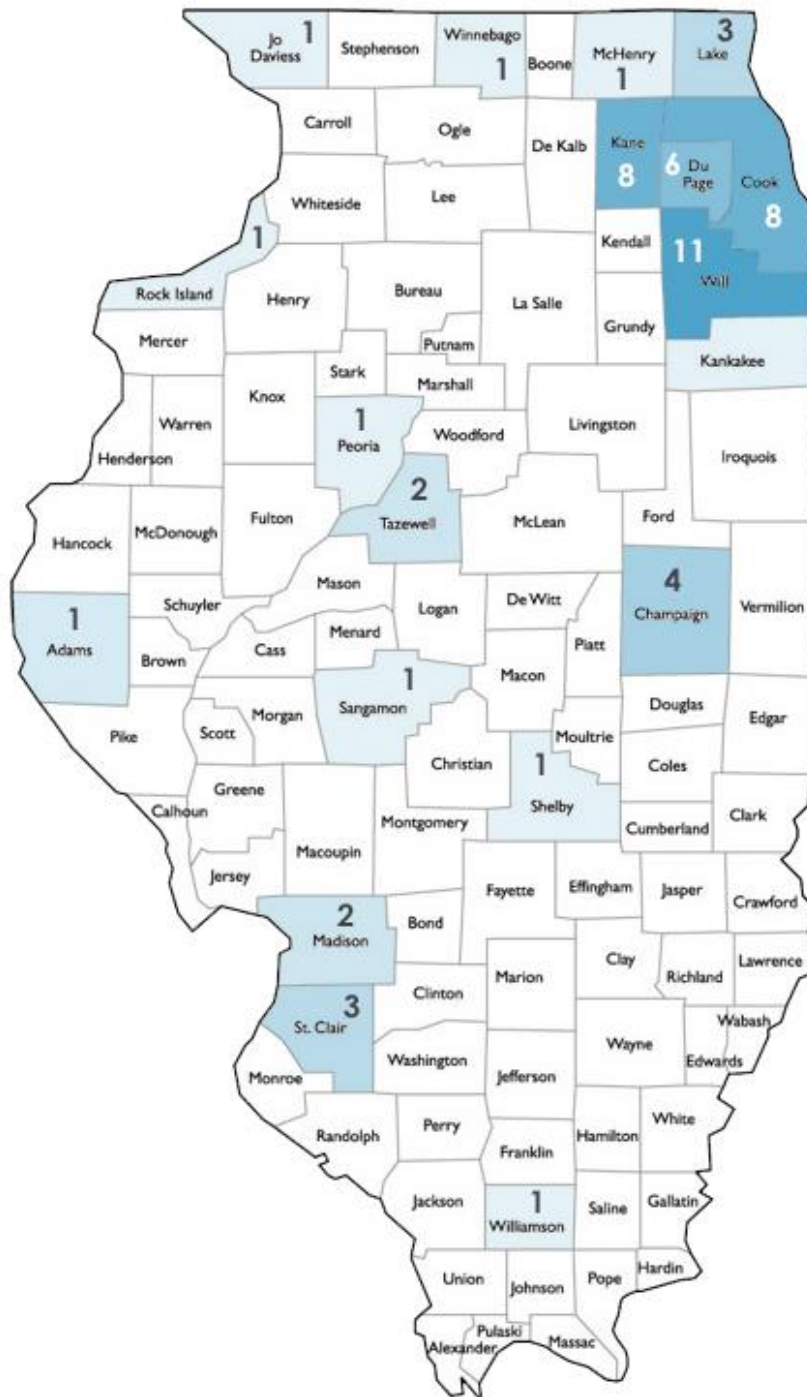 Jo
Daviess
1
Stephenson
Winnebago
1
Boone
McHenry
1
3
Lake
Carroll
Ogle
De Kalb
Kane
8
6
Du
Page
Cook
8
Whiteside
Lee
1
Rock Island
Kendall
11
Will
Henry
Bureau
La Salle
Grundy
Mercer
Putnam
Kankakee
Stark
Marshall
Knox
Warren
Henderson
1
Peoria
Woodford
Livingston
Iroquois
2
Tazewell
McLean
Ford
Hancock
McDonough
Fulton
Mason
Schuyler
Logan
De Witt
4
Champaign
Vermilion
1
Adams
Brown
Cass
Menard
Piatt
Macon
1
Sangamon
Morgan
Scott
Pike
Douglas
Edgar
Christian
Moultrie
Coles
1
Shelby
Greene
Calhoun
Macoupin
Montgomery
Cumberland
Clark
Jersey
Fayette
Effingham
Jasper
Crawford
2
Madison
Bond
Clay
Richland
Lawrence
Marion
3
St. Clair
Clinton
Wabash
Wayne
Edwards
Washington
Jefferson
Monroe
Randolph
Perry
Hamilton
White
Franklin
Jackson
1
Williamson
Saline
Gallatin
Union
Johnson
Pope
Hardin
Pulaski
Alexander
Massac